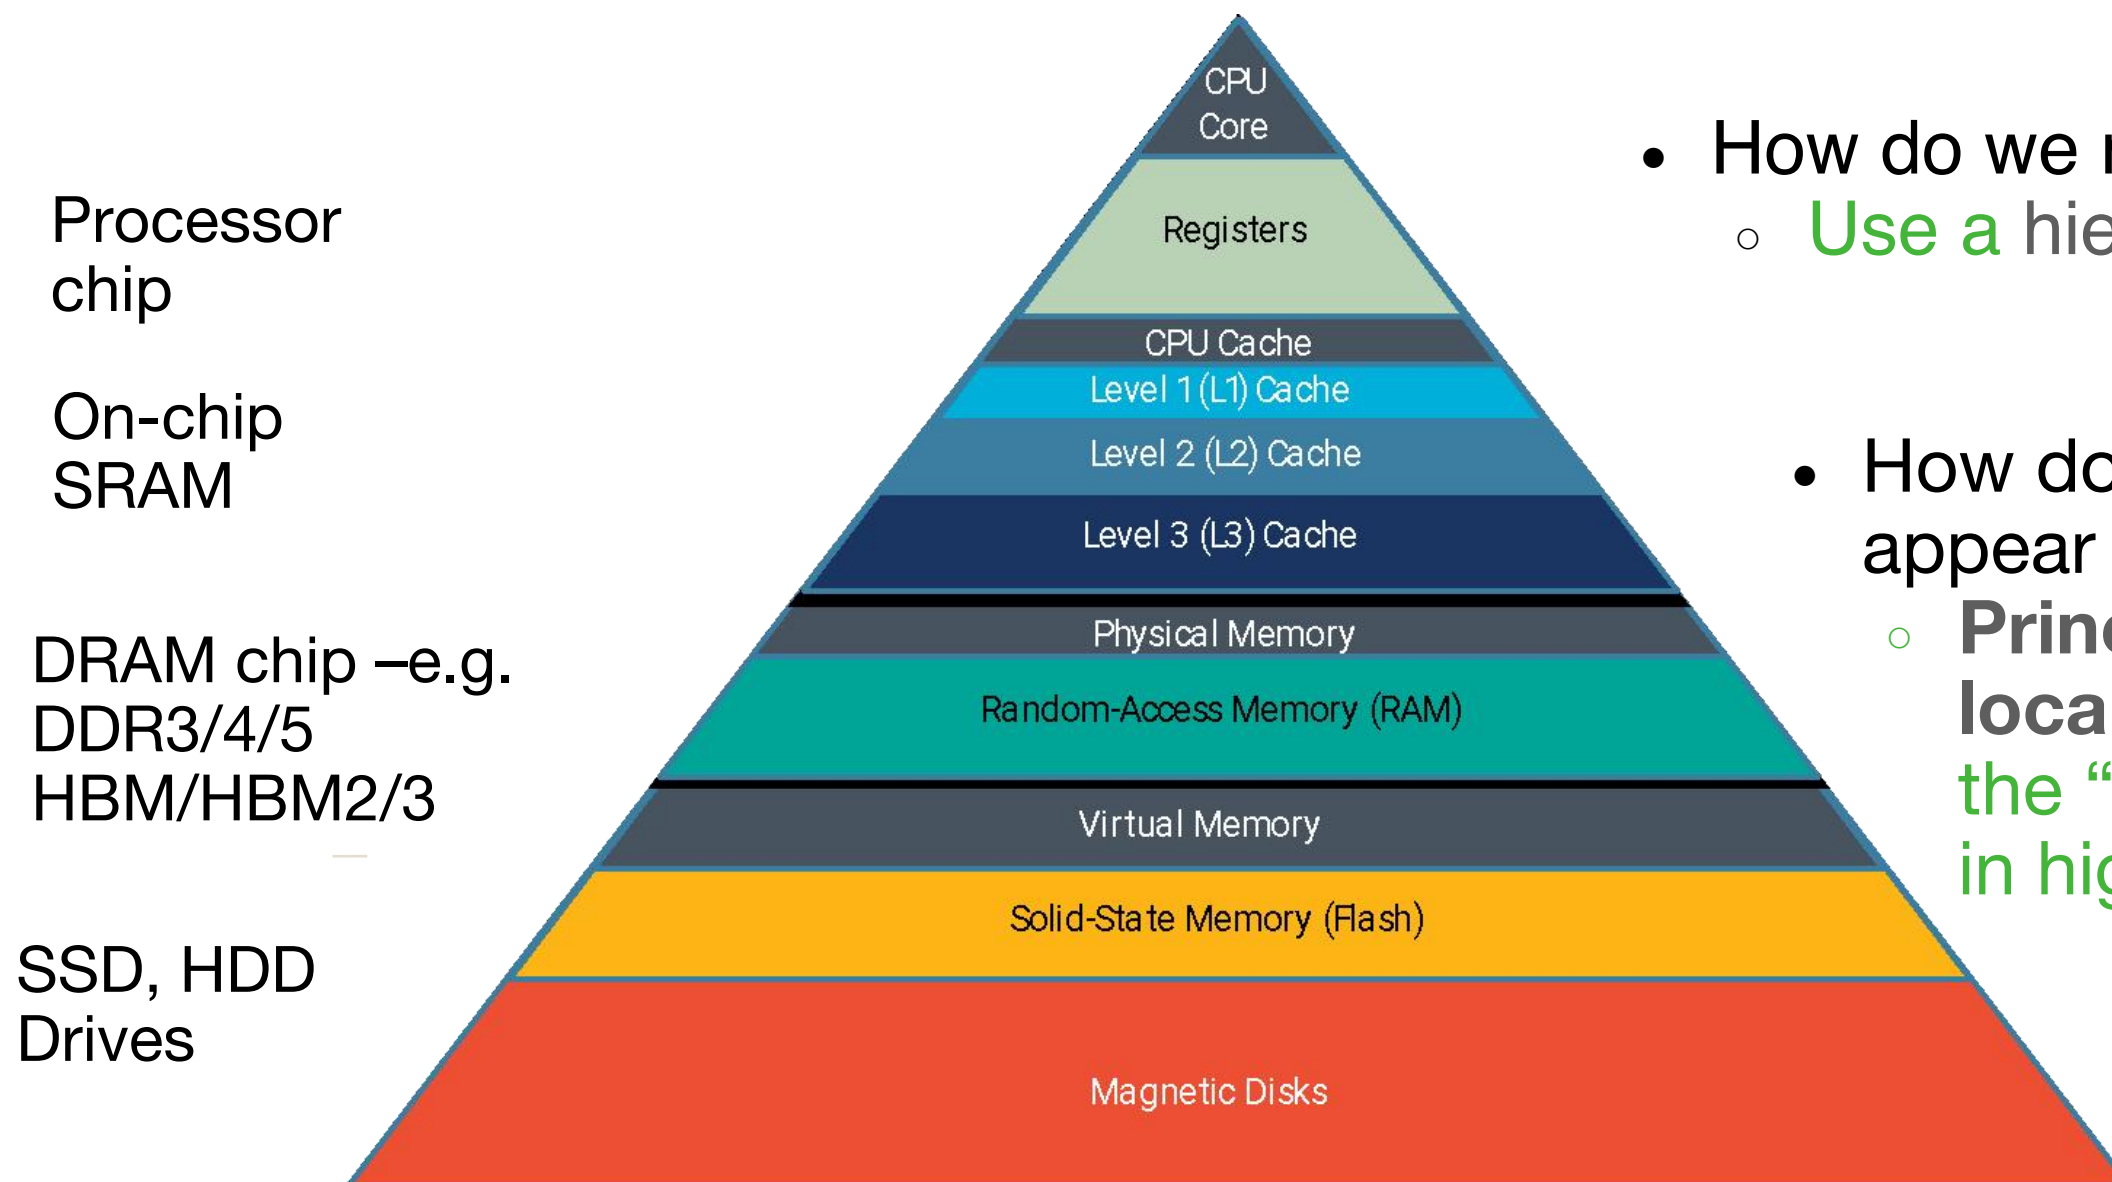 Processor
chip
On-chip
SRAM
DRAM chip –e.g.
DDR3/4/5
HBM/HBM2/3
SSD, HDD
Drives
CPU
Core
Registers
CPU Cache
Level 1 (L1) Cache
Level 2 (L2) Cache
Level 3 (L3) Cache
Physical Memory
Random-Access Memory (RAM)
Virtual Memory
Solid-State Memory (Flash)
Magnetic Disks
• How do we
○ Use a
• How do
appear
○
the “
in